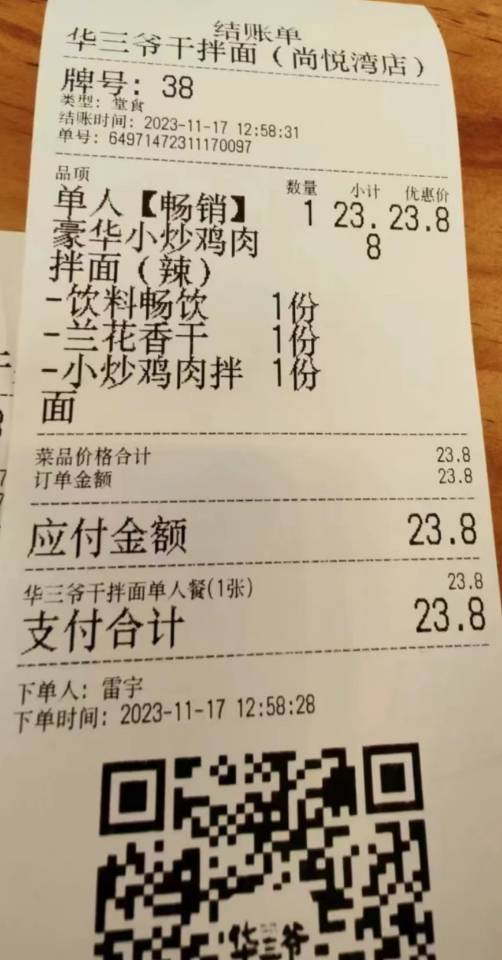 结账单
华三爷干拌面（尚悦湾店）
牌号：38
类型：堂食
结账时间：2023-11-17 12:58:31
单号：64971472311170097
品项 数量 小计 优惠价
单人【畅销】 1 23. 23.8
豪华小炒鸡肉 8
拌面（辣）
-饮料畅饮 1份
-兰花香干 1份
-小炒鸡肉拌 1份
面
菜品价格合计 23.8
订单金额 23.8
应付金额 23.8
华三爷干拌面单人餐(1张) 23.8
支付合计 23.8
下单人：雷宇
下单时间：2023-11-17 12:58:28
华三爷